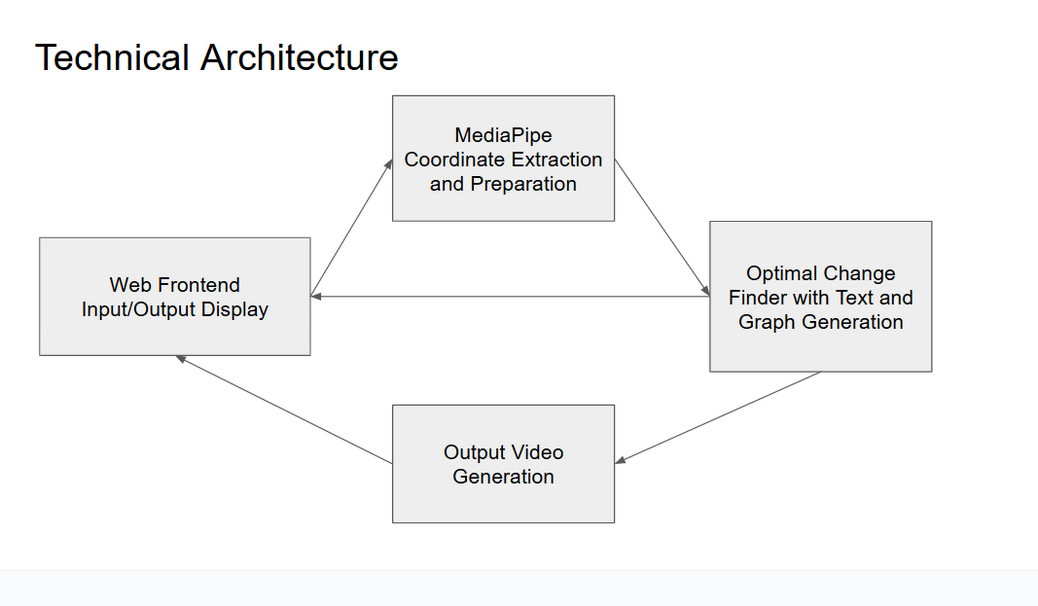 Technical Architecture
MediaPipe
Coordinate Extraction
and Preparation
Web Frontend
Input/Output Display
Optimal Change
Finder with Text and
Graph Generation
Output Video
Generation